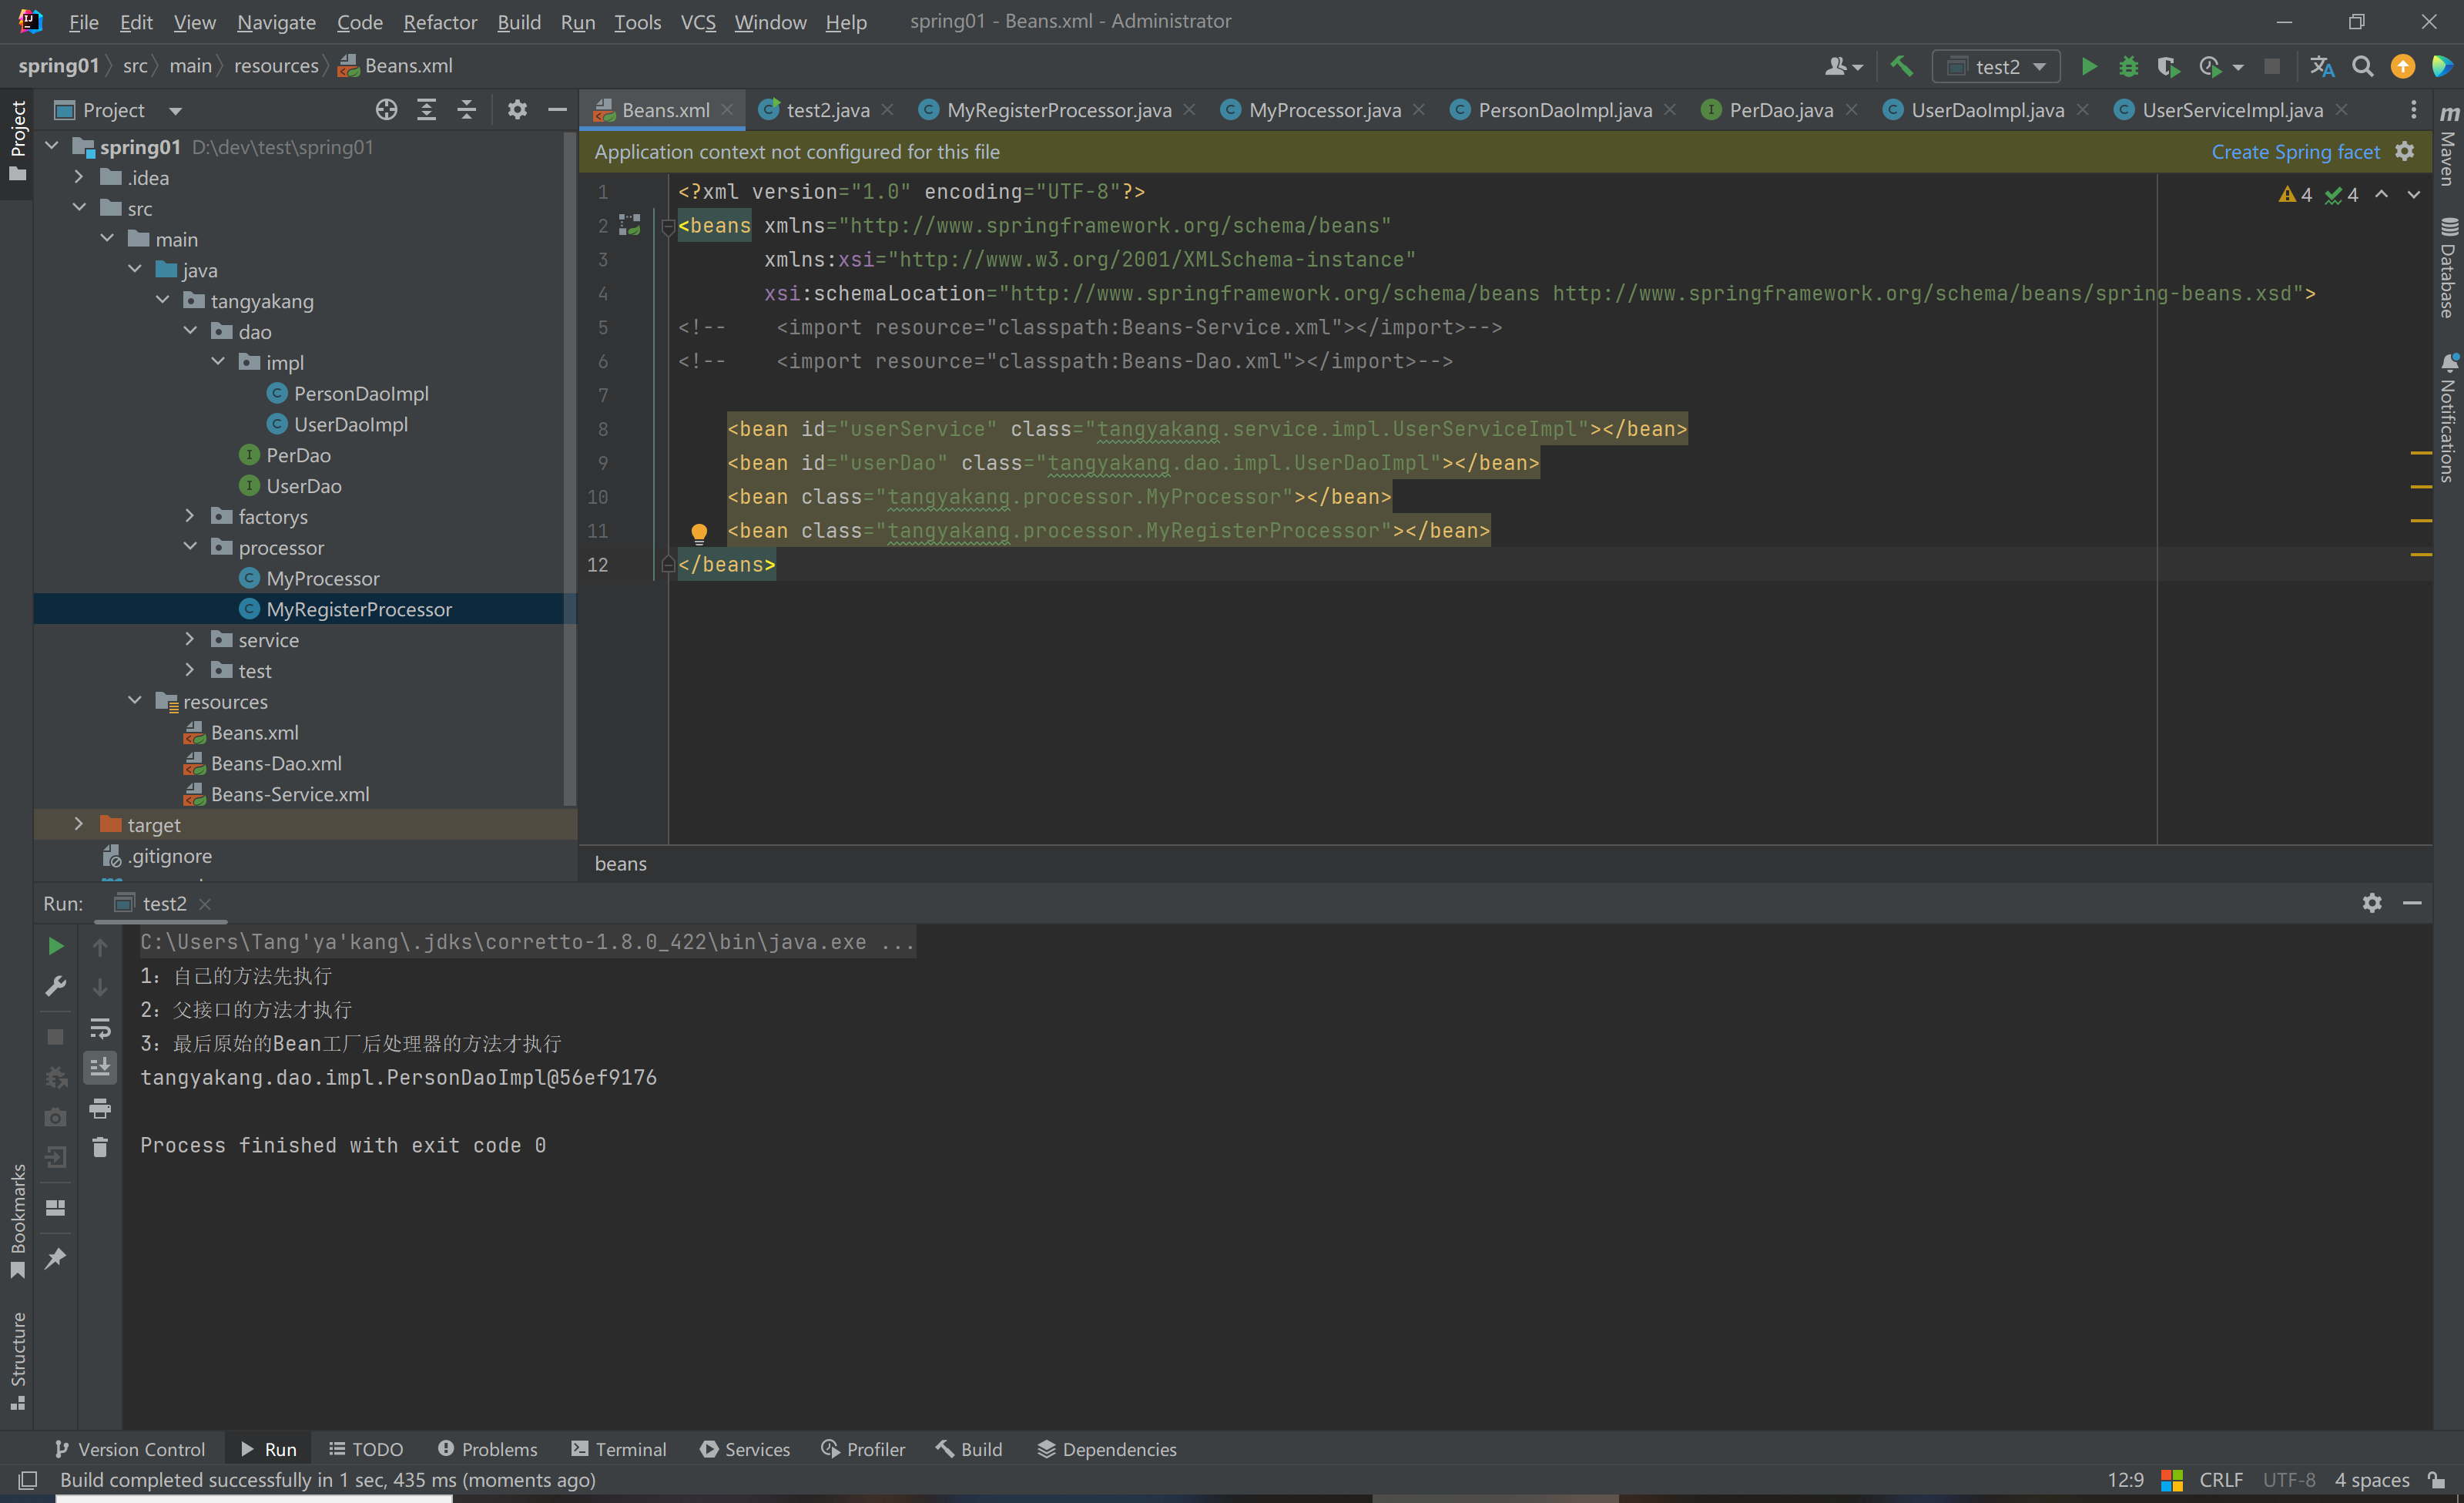 File Edit View Navigate Code Refactor Build Run Tools VCS Window Help spring01 - Beans.xml - Administrator
spring01 src main resources Beans.xml test2
Project
Project
spring01 D:\dev\test\spring01
.idea
src
main
java
tangyakang
dao
impl
PersonDaoImpl
UserDaoImpl
PerDao
UserDao
factorys
processor
MyProcessor
MyRegisterProcessor
service
test
resources
Beans.xml
Beans-Dao.xml
Beans-Service.xml
target
.gitignore
Beans.xml test2.java MyRegisterProcessor.java MyProcessor.java PersonDaoImpl.java PerDao.java UserDaoImpl.java UserServiceImpl.java
Application context not configured for this file Create Spring facet
4 4
1 <?xml version="1.0" encoding="UTF-8"?>
2 <beans xmlns="http://www.springframework.org/schema/beans"
3 xmlns:xsi="http://www.w3.org/2001/XMLSchema-instance"
4 xsi:schemaLocation="http://www.springframework.org/schema/beans http://www.springframework.org/schema/beans/spring-beans.xsd">
5 <!-- <import resource="classpath:Beans-Service.xml"></import>-->
6 <!-- <import resource="classpath:Beans-Dao.xml"></import>-->
7
8 <bean id="userService" class="tangyakang.service.impl.UserServiceImpl"></bean>
9 <bean id="userDao" class="tangyakang.dao.impl.UserDaoImpl"></bean>
10 <bean class="tangyakang.processor.MyProcessor"></bean>
11 <bean class="tangyakang.processor.MyRegisterProcessor"></bean>
12 </beans>
beans
m Maven
Database
Notifications
Run: test2
C:\Users\Tang'ya'kang\.jdks\corretto-1.8.0_422\bin\java.exe ...
1: 自己的方法先执行
2: 父接口的方法才执行
3: 最后原始的Bean工厂后处理器的方法才执行
tangyakang.dao.impl.PersonDaoImpl@56ef9176
Process finished with exit code 0
Bookmarks
Structure
Version Control Run TODO Problems Terminal Services Profiler Build Dependencies
Build completed successfully in 1 sec, 435 ms (moments ago) 12:9 CRLF UTF-8 4 spaces